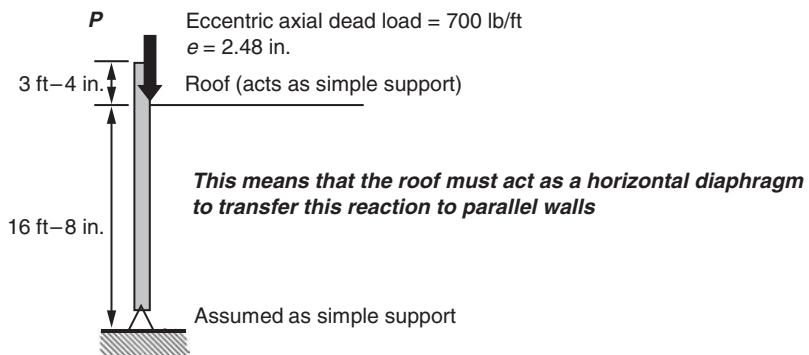 P
Eccentric axial dead load = 700 lb/ft
e = 2.48 in.
3 ft–4 in.
Roof (acts as simple support)
This means that the roof must act as a horizontal diaphragm
to transfer this reaction to parallel walls
16 ft–8 in.
Assumed as simple support